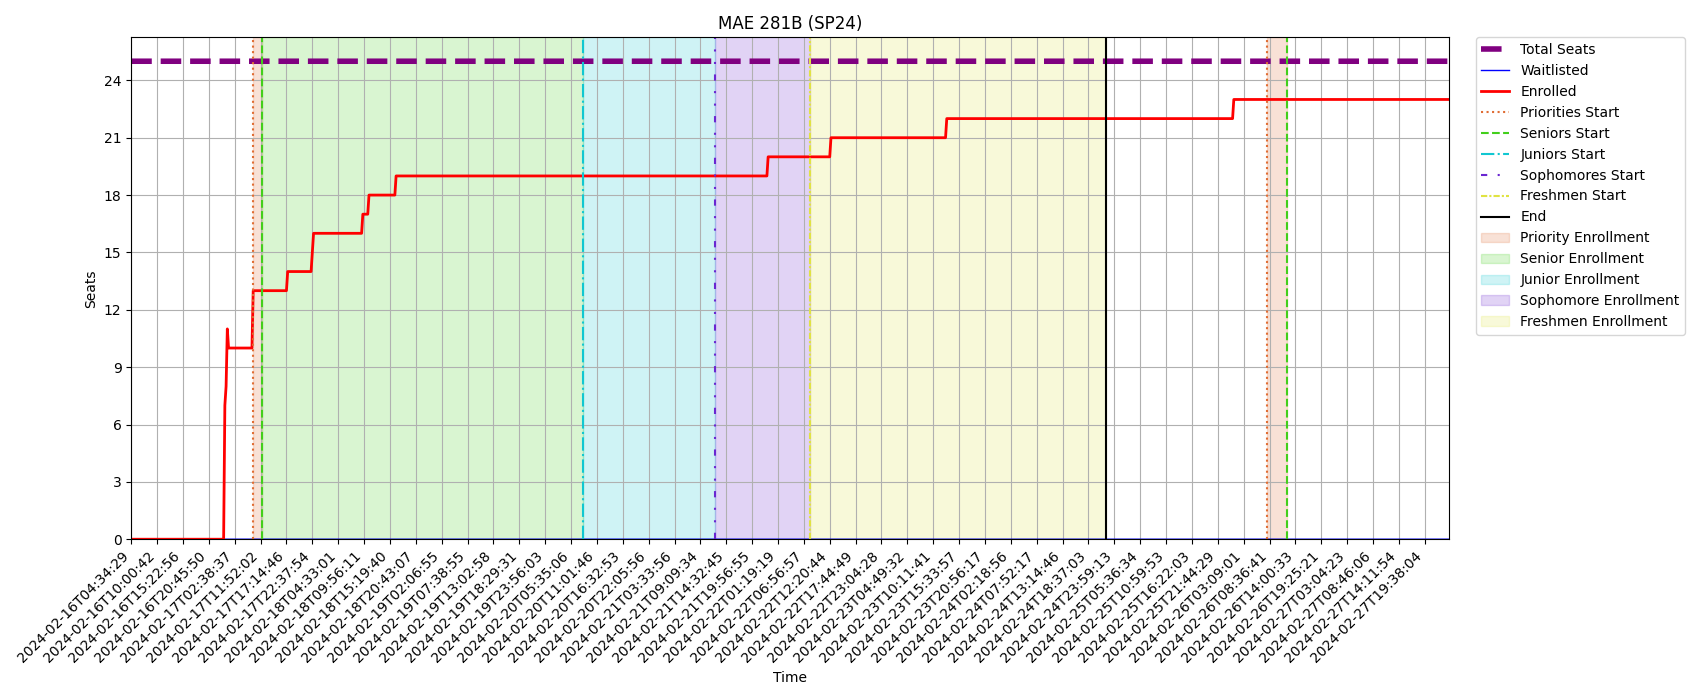 MAE 281B (SP24)
Total Seats
Waitlisted
Enrolled
Priorities Start
Seniors Start
Juniors Start
Sophomores Start
Freshmen Start
End
Priority Enrollment
Senior Enrollment
Junior Enrollment
Sophomore Enrollment
Freshmen Enrollment
Seats
24
21
18
15
12
9
6
3
0
2024-02-16T04:34:29
2024-02-16T10:00:42
2024-02-16T15:22:56
2024-02-16T20:45:50
2024-02-17T02:38:37
2024-02-17T11:52:02
2024-02-17T17:14:46
2024-02-17T22:37:54
2024-02-18T04:33:01
2024-02-18T09:56:11
2024-02-18T15:19:40
2024-02-18T20:43:07
2024-02-19T02:06:55
2024-02-19T07:38:55
2024-02-19T13:02:58
2024-02-19T18:29:31
2024-02-19T23:56:03
2024-02-20T05:35:06
2024-02-20T11:01:46
2024-02-20T16:32:53
2024-02-20T22:05:56
2024-02-21T03:33:56
2024-02-21T09:09:34
2024-02-21T14:32:45
2024-02-21T19:56:55
2024-02-22T01:19:19
2024-02-22T06:56:57
2024-02-22T12:20:44
2024-02-22T17:44:49
2024-02-22T23:04:28
2024-02-23T04:49:32
2024-02-23T10:11:41
2024-02-23T15:33:57
2024-02-23T20:56:17
2024-02-24T02:18:56
2024-02-24T07:52:17
2024-02-24T13:14:46
2024-02-24T18:37:03
2024-02-24T23:59:13
2024-02-25T05:36:34
2024-02-25T10:59:53
2024-02-25T16:22:03
2024-02-25T21:44:29
2024-02-26T03:09:01
2024-02-26T08:36:41
2024-02-26T14:00:33
2024-02-26T19:25:21
2024-02-27T03:04:23
2024-02-27T08:46:06
2024-02-27T14:11:54
2024-02-27T19:38:04
Time